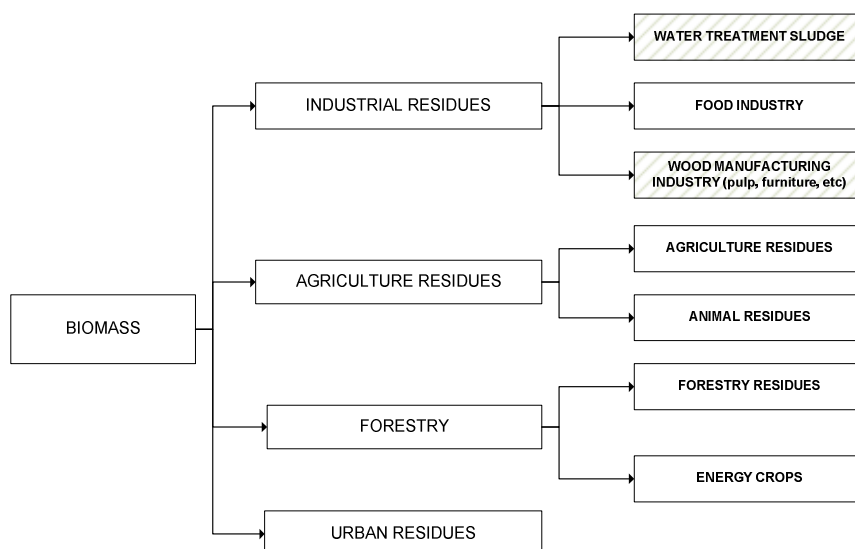 WATER TREATMENT SLUDGE
INDUSTRIAL RESIDUES
FOOD INDUSTRY
WOOD MANUFACTURING
INDUSTRY (pulp, furniture, etc)
AGRICULTURE RESIDUES
AGRICULTURE RESIDUES
ANIMAL RESIDUES
BIOMASS
FORESTRY RESIDUES
FORESTRY
ENERGY CROPS
URBAN RESIDUES